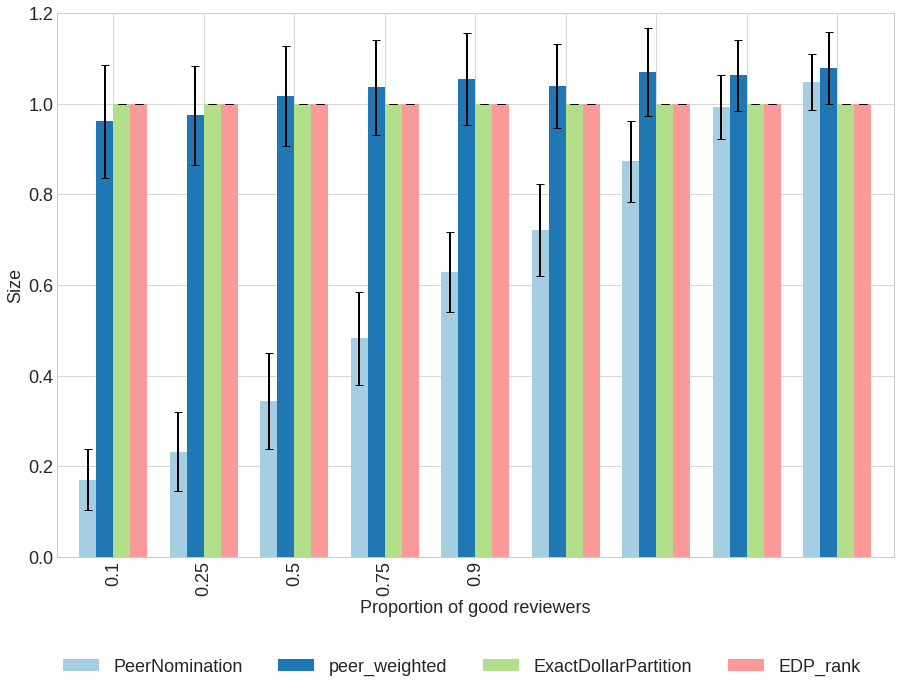 1.2
1.0
0.8
0.6
0.4
0.2
0.0
Size
0.1
0.25
0.5
0.75
0.9
Proportion of good reviewers
PeerNomination
peer_weighted
ExactDollarPartition
EDP_rank